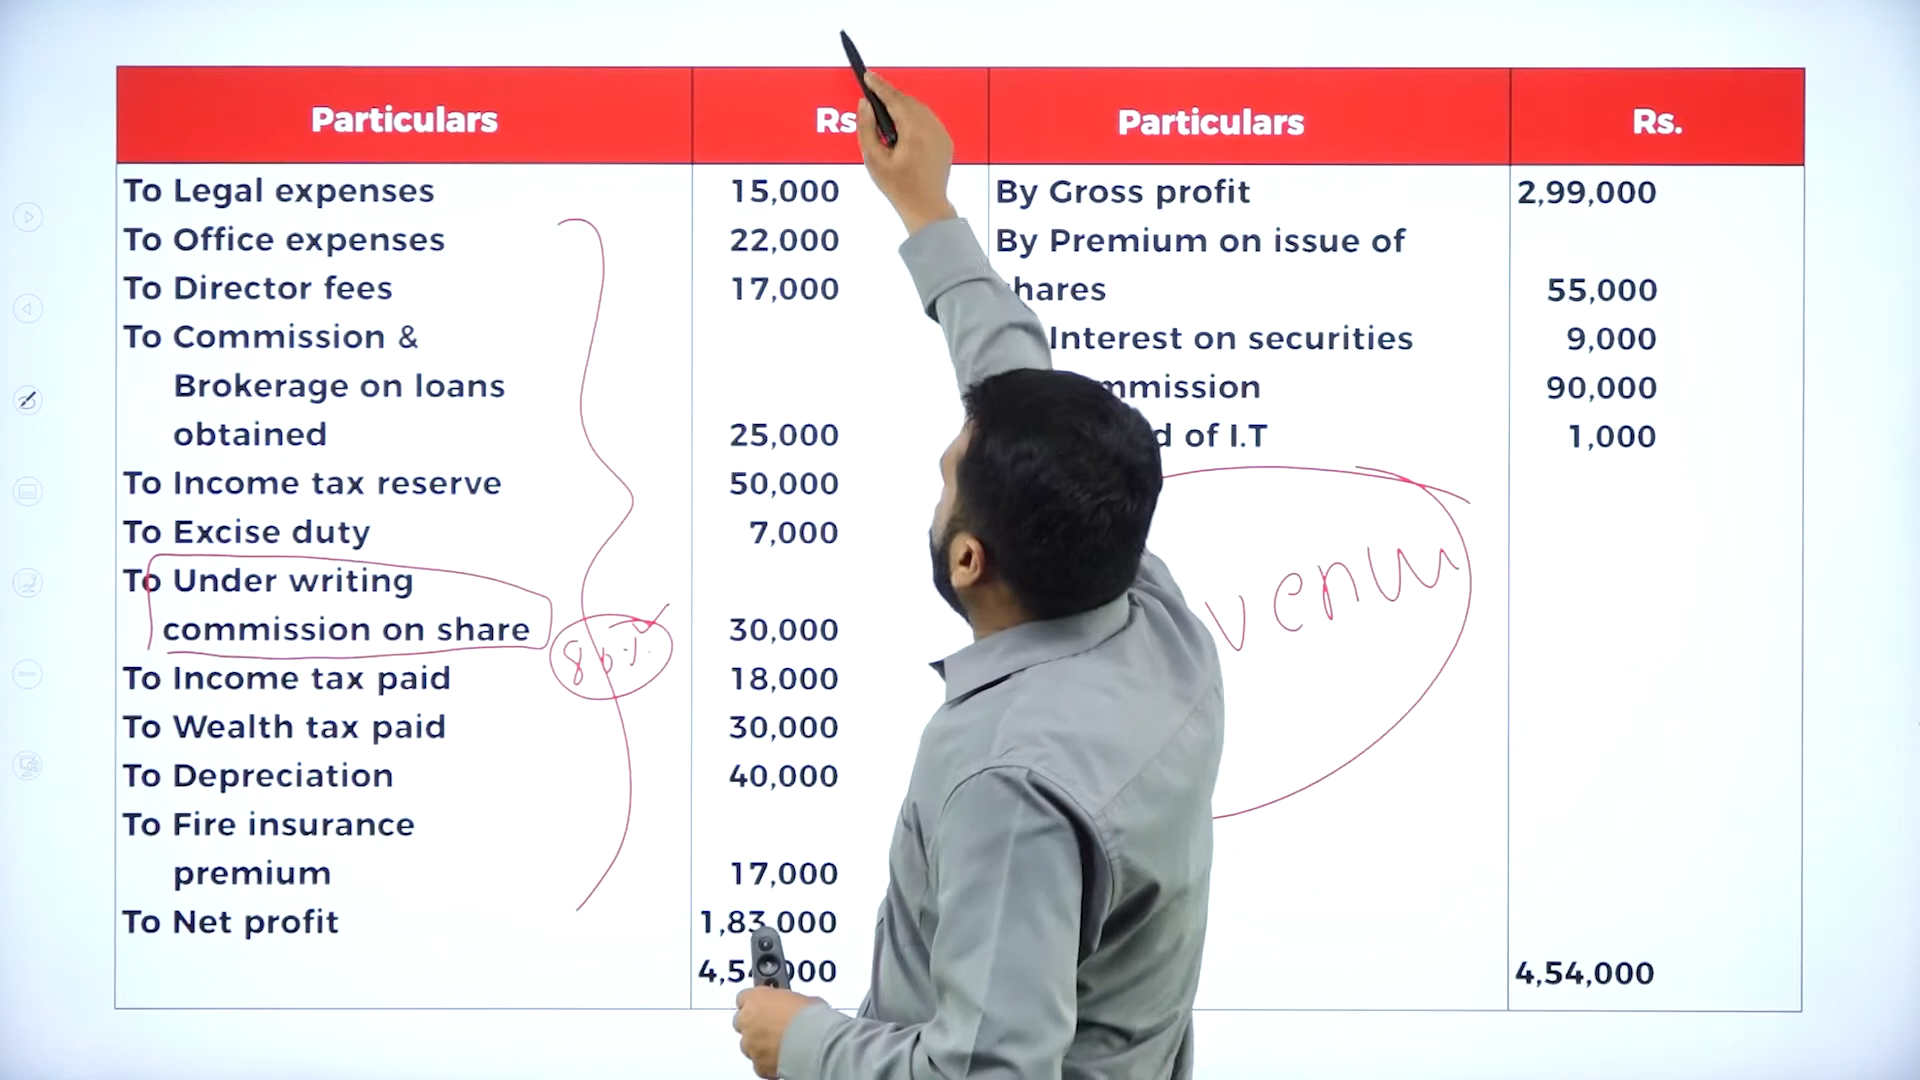 Particulars Rs Particulars Rs.
To Legal expenses 15,000 By Gross profit 2,99,000
To Office expenses 22,000 By Premium on issue of
To Director fees 17,000 hares 55,000
To Commission & Interest on securities 9,000
Brokerage on loans mmission 90,000
obtained 25,000 d of I.T 1,000
To Income tax reserve 50,000
To Excise duty 7,000
To Under writing venu
commission on share 30,000
80%
To Income tax paid 18,000
To Wealth tax paid 30,000
To Depreciation 40,000
To Fire insurance
premium 17,000
To Net profit 1,83,000
4,54,000